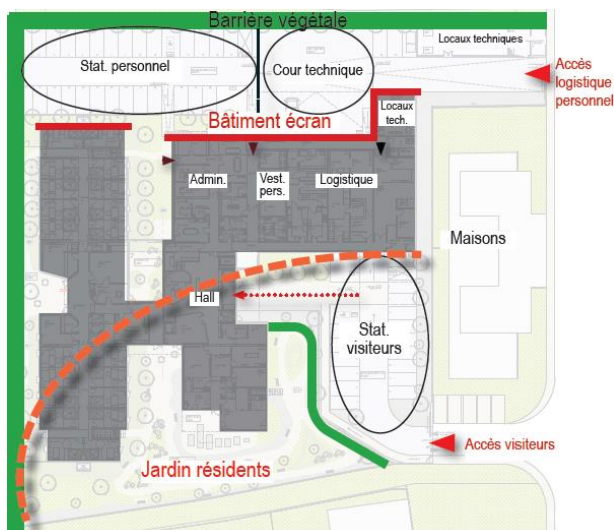 Barrière végétale
Locaux techniques
Stat. personnel
Cour technique
Accès
logistique
personnel
Bâtiment écran
Locaux
tech.
Admin.
Vest.
pers.
Logistique
Maisons
Hall
Stat.
visiteurs
Accès visiteurs
Jardin résidents